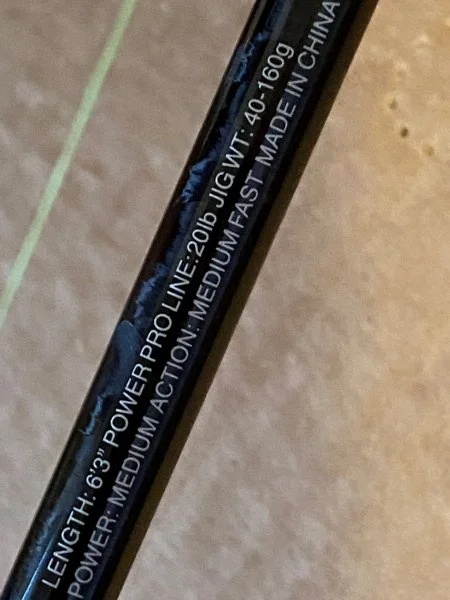 LENGTH: 6'3" POWER PRO LINE: 20lb JIG WT: 40-160g
POWER: MEDIUM ACTION: MEDIUM FAST MADE IN CHINA